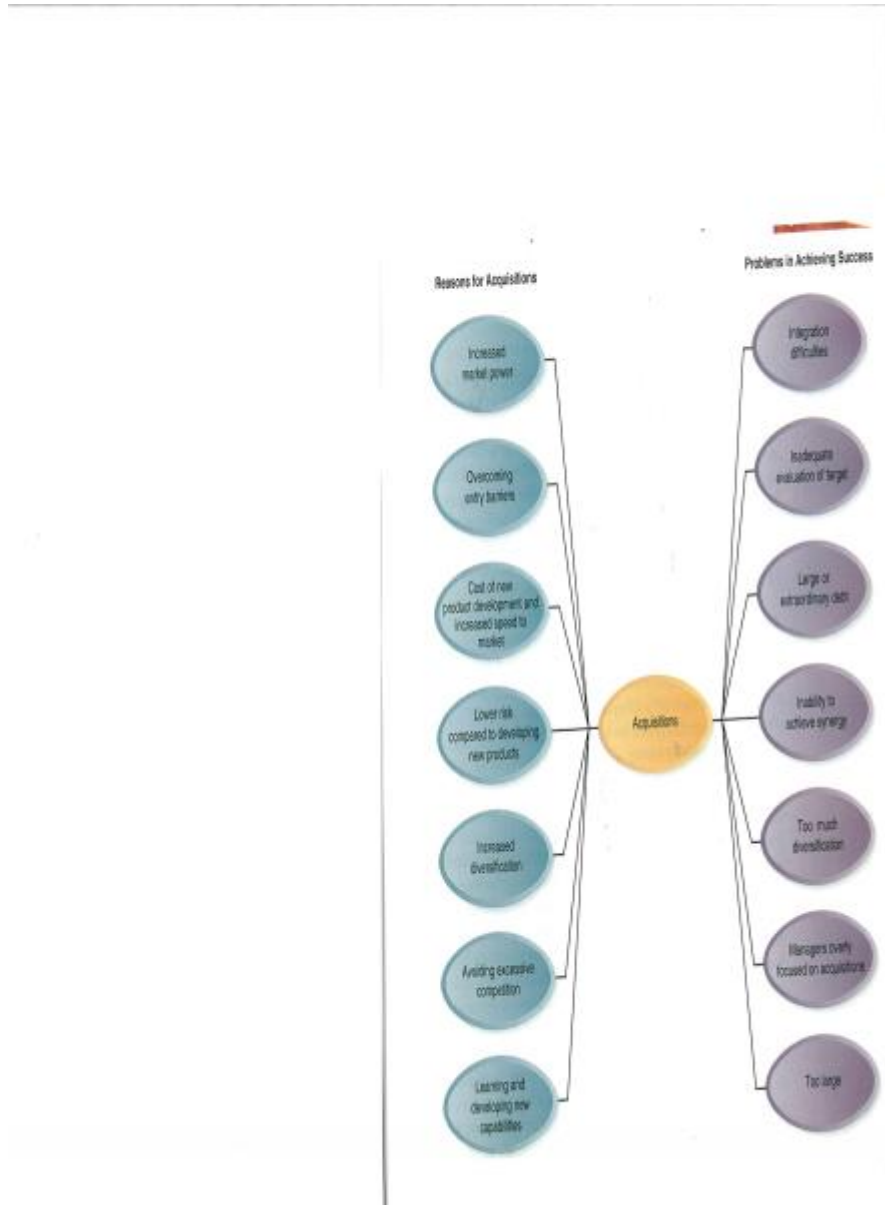 Reasons for Acquisitions
Increased
market power
Overcoming
entry barriers
Cost of new
product development and
increased speed to
market
Lower risk
compared to developing
new products
Increased
diversification
Avoiding excessive
competition
Learning and
developing new
capabilities
Acquisitions
Problems in Achieving Success
Integration
difficulties
Inadequate
evaluation of target
Large or
extraordinary debt
Inability to
achieve synergy
Too much
diversification
Managers overly
focused on acquisitions
Too large